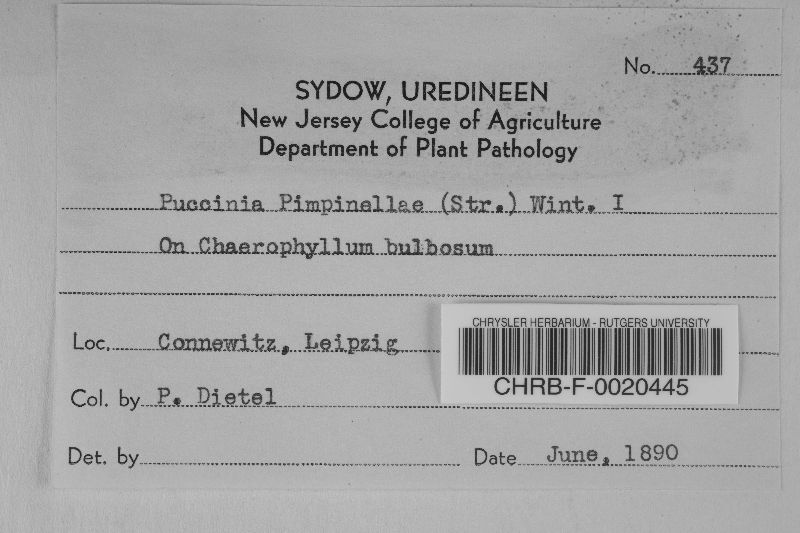 No. 437
SYDOW, UREDINEEN
New Jersey College of Agriculture
Department of Plant Pathology
Puccinia Pimpinellae (Str.) Wint. I
On Chaerophyllum bulbosum
Loc. Connewitz, Leipzig
CHRYSLER HERBARIUM - RUTGERS UNIVERSITY
CHRB-F-0020445
Col. by P. Dietel
Det. by
Date June, 1890